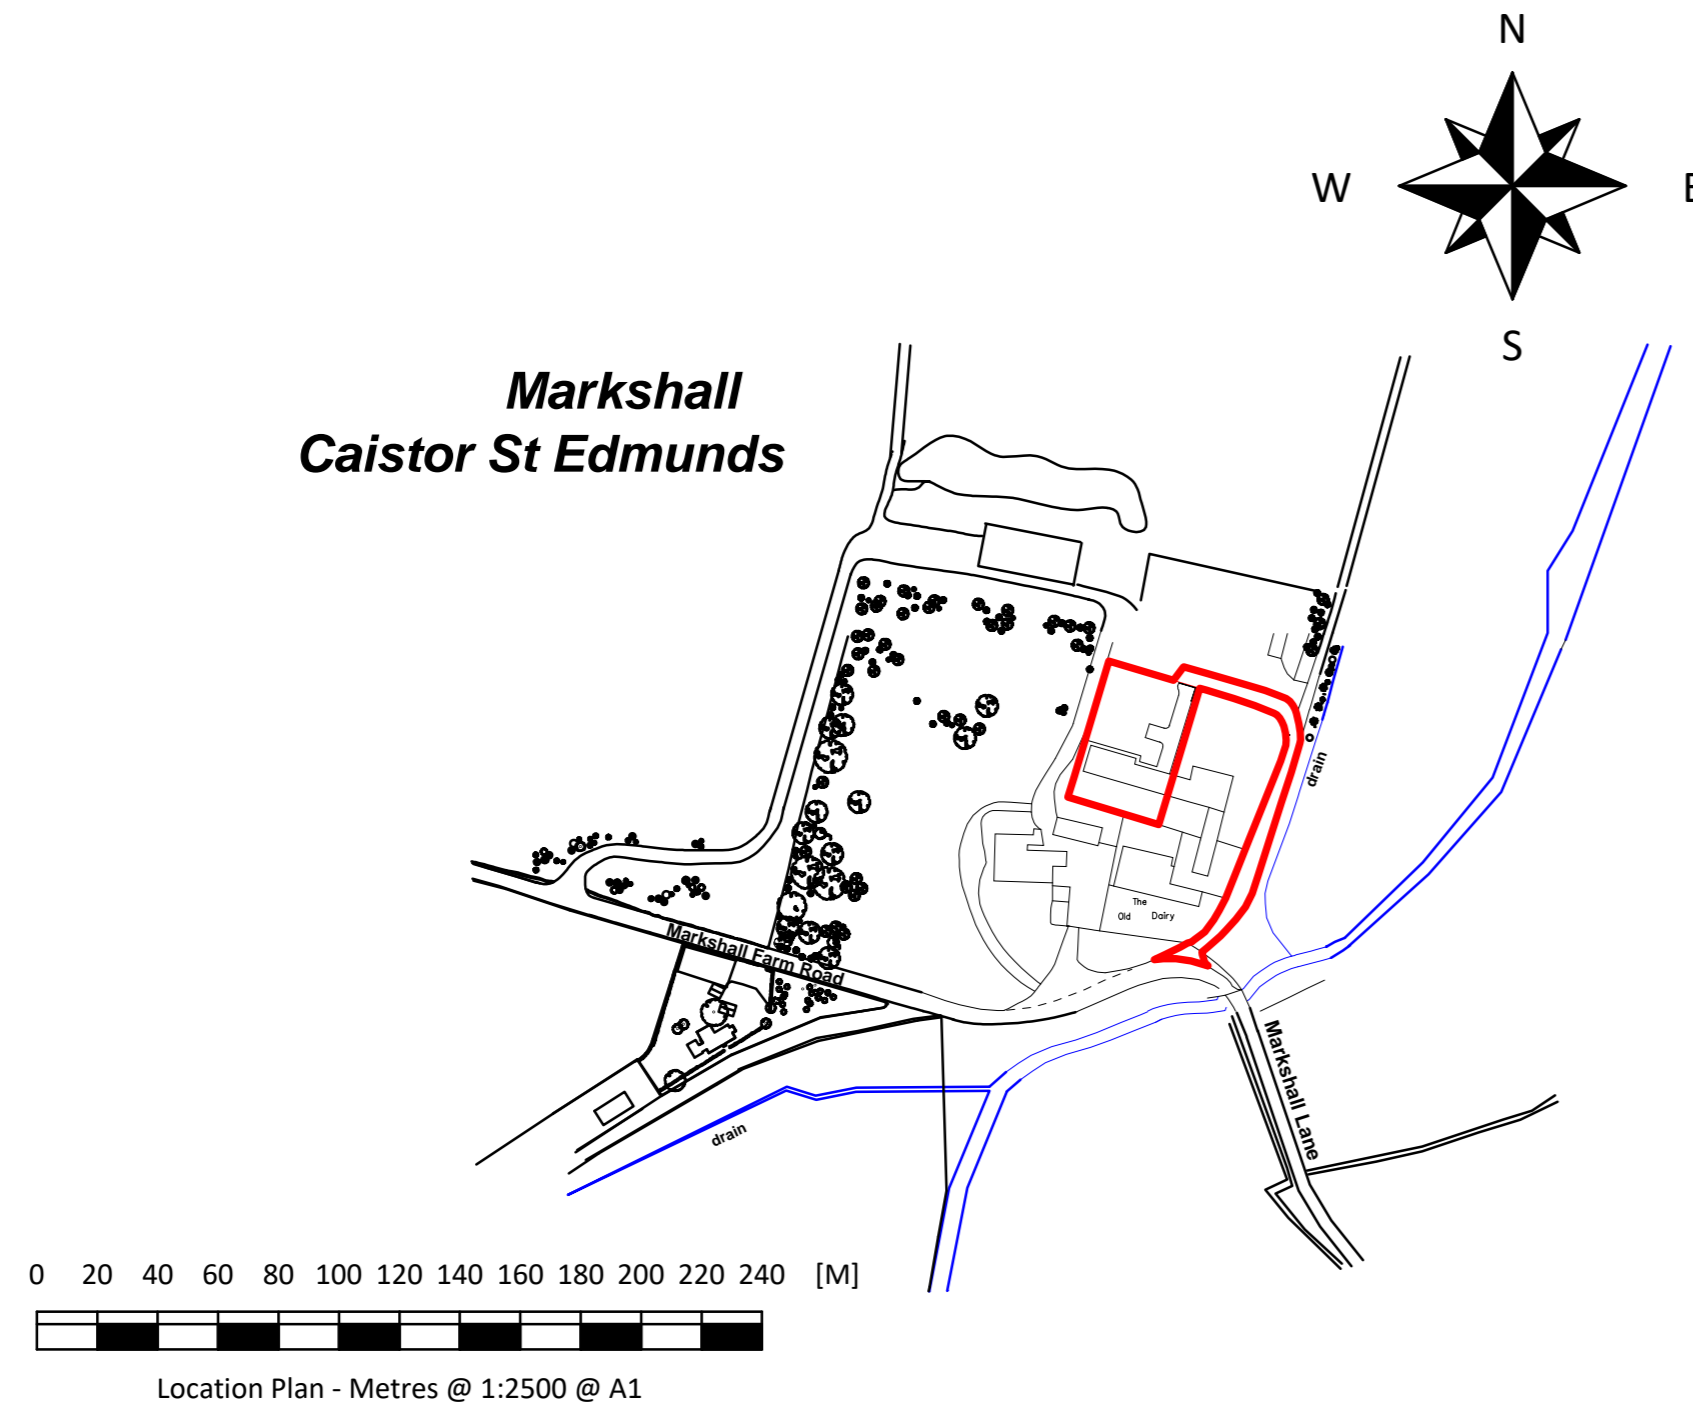 N
W
E
S
Markshall
Caistor St Edmunds
drain
The
Old Dairy
Markshall Farm Road
Markshall Lane
drain
0 20 40 60 80 100 120 140 160 180 200 220 240 [M]
Location Plan - Metres @ 1:2500 @ A1